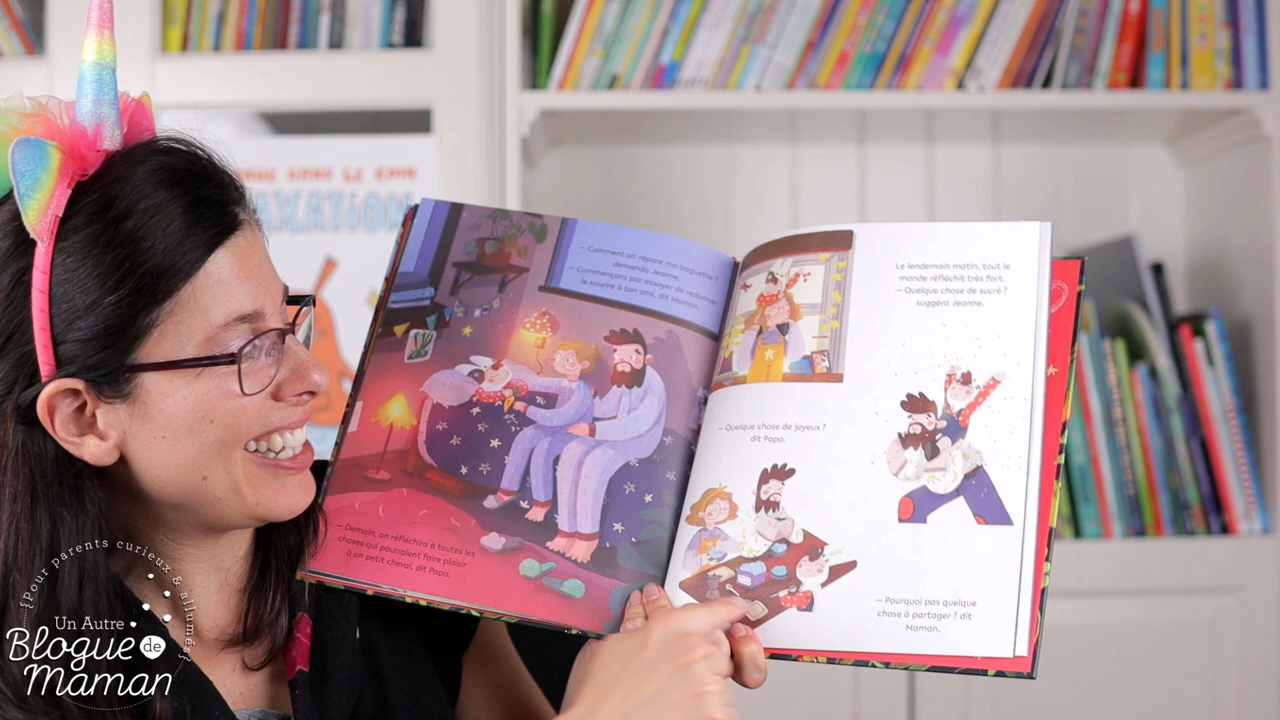 — Comment on répare ma baguette ?
demanda Jeanne.
— Commençons par essayer de redonner
le sourire à ton ami, dit Maman.
— Demain, on réfléchira à toutes les
choses qui pourraient faire plaisir
à un petit cheval, dit Papa.
Le lendemain matin, tout le
monde réfléchit très fort.
— Quelque chose de sucré ?
suggéra Jeanne.
— Quelque chose de joyeux ?
dit Papa.
— Pourquoi pas quelque
chose à partager ? dit
Maman.
DANS LE COIN
{Pour parents curieux & allumés}
Un Autre
Blogue de
Maman